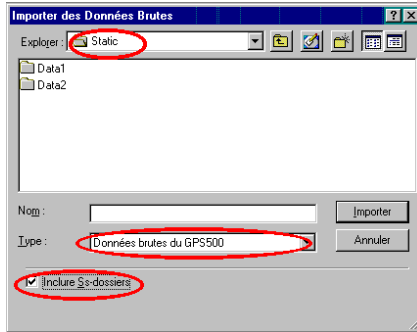 Importer des Données Brutes
Explorer : Static
Data1
Data2
Nom :
Importer
Type : Données brutes du GPS500
Annuler
Inclure Ss-dossiers